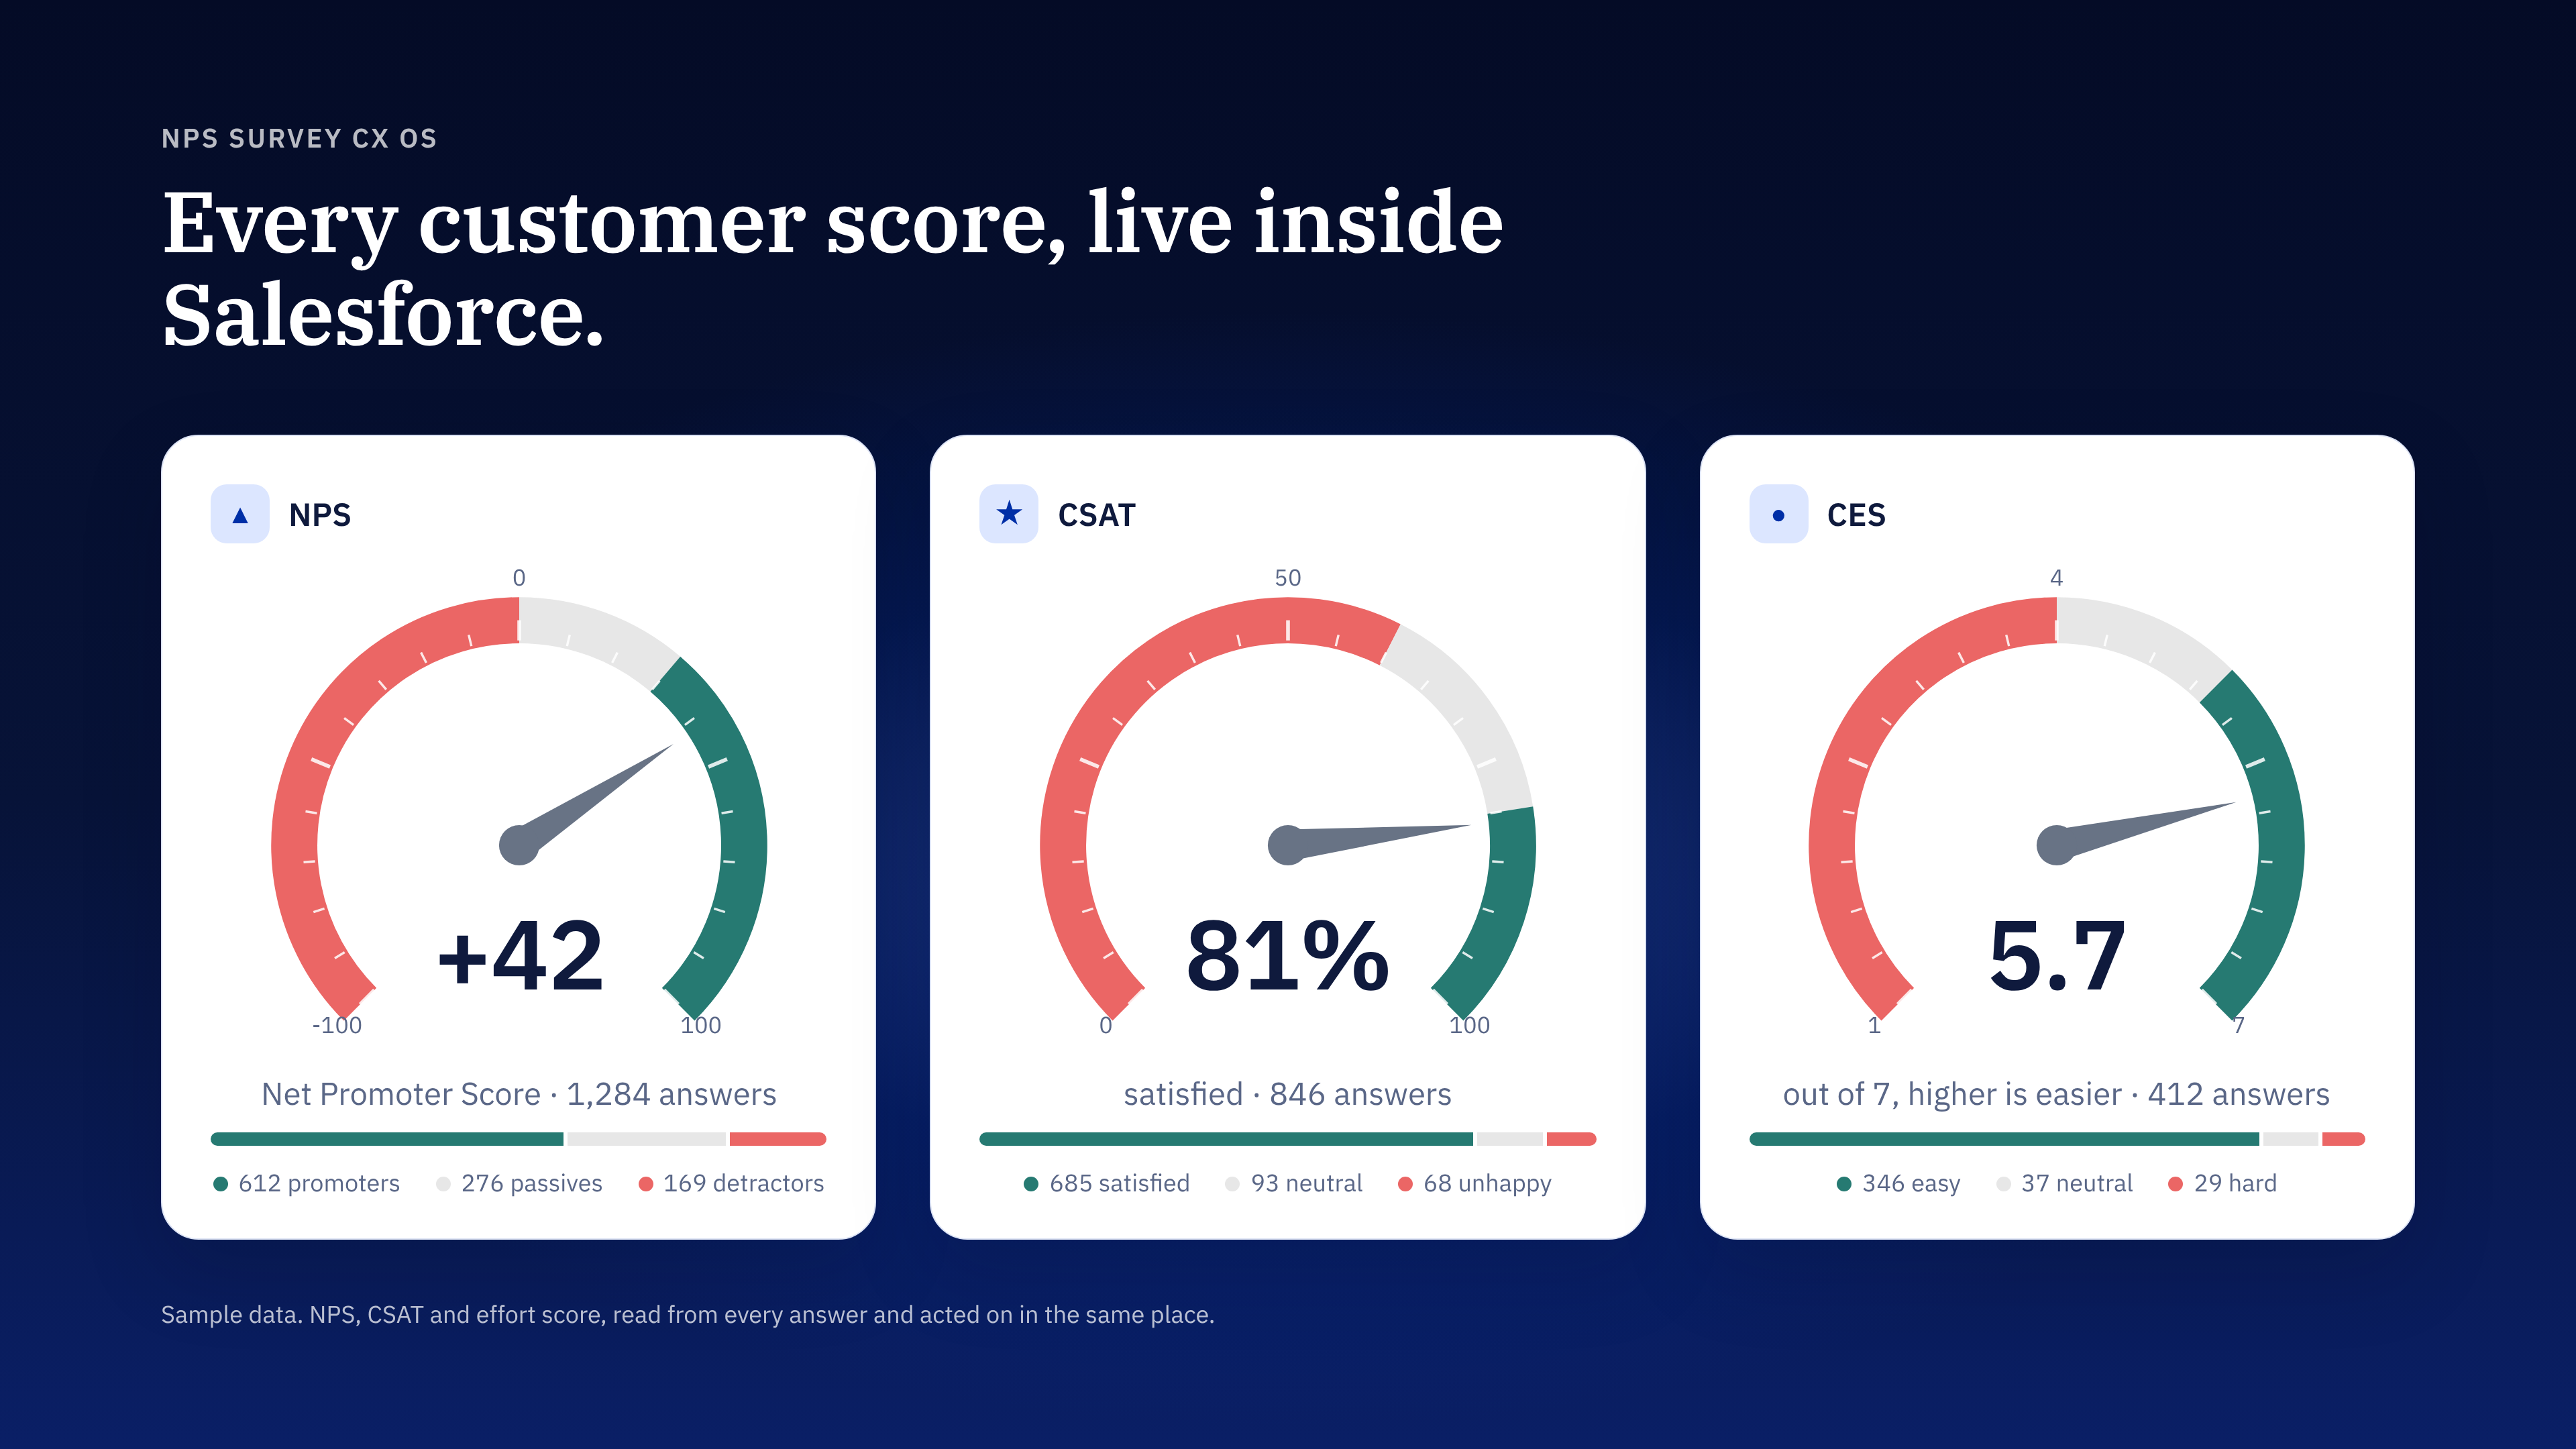 NPS SURVEY CX OS
Every customer score, live inside
Salesforce.
NPS
0
-100
100
+42
Net Promoter Score · 1,284 answers
612 promoters
276 passives
169 detractors
CSAT
50
0
100
81%
satisfied · 846 answers
685 satisfied
93 neutral
68 unhappy
CES
4
1
7
5.7
out of 7, higher is easier · 412 answers
346 easy
37 neutral
29 hard
Sample data. NPS, CSAT and effort score, read from every answer and acted on in the same place.